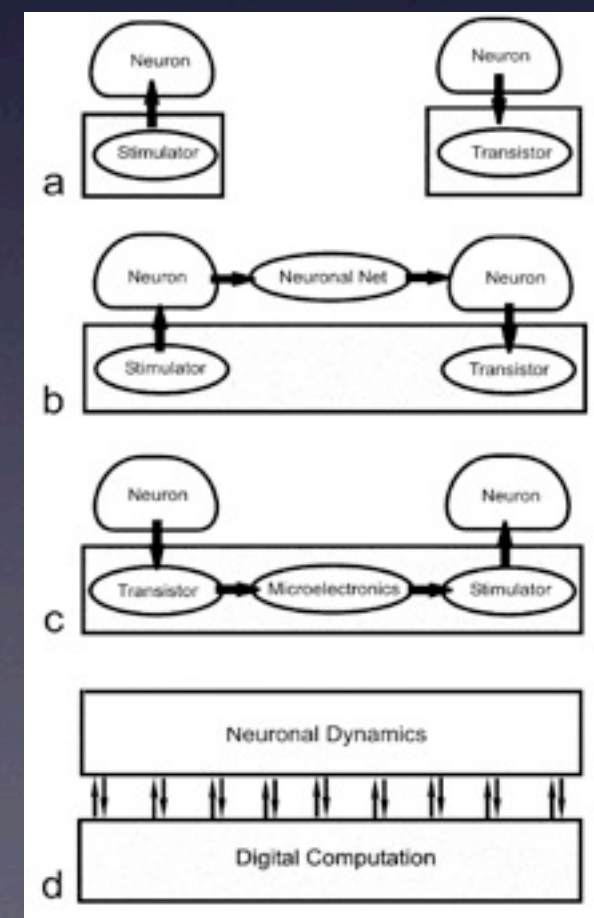 Neuron Neuron
Stimulator Transistor
a
Neuron Neuronal Net Neuron
Stimulator Transistor
b
Neuron Neuron
Transistor Microelectronics Stimulator
c
Neuronal Dynamics
Digital Computation
d